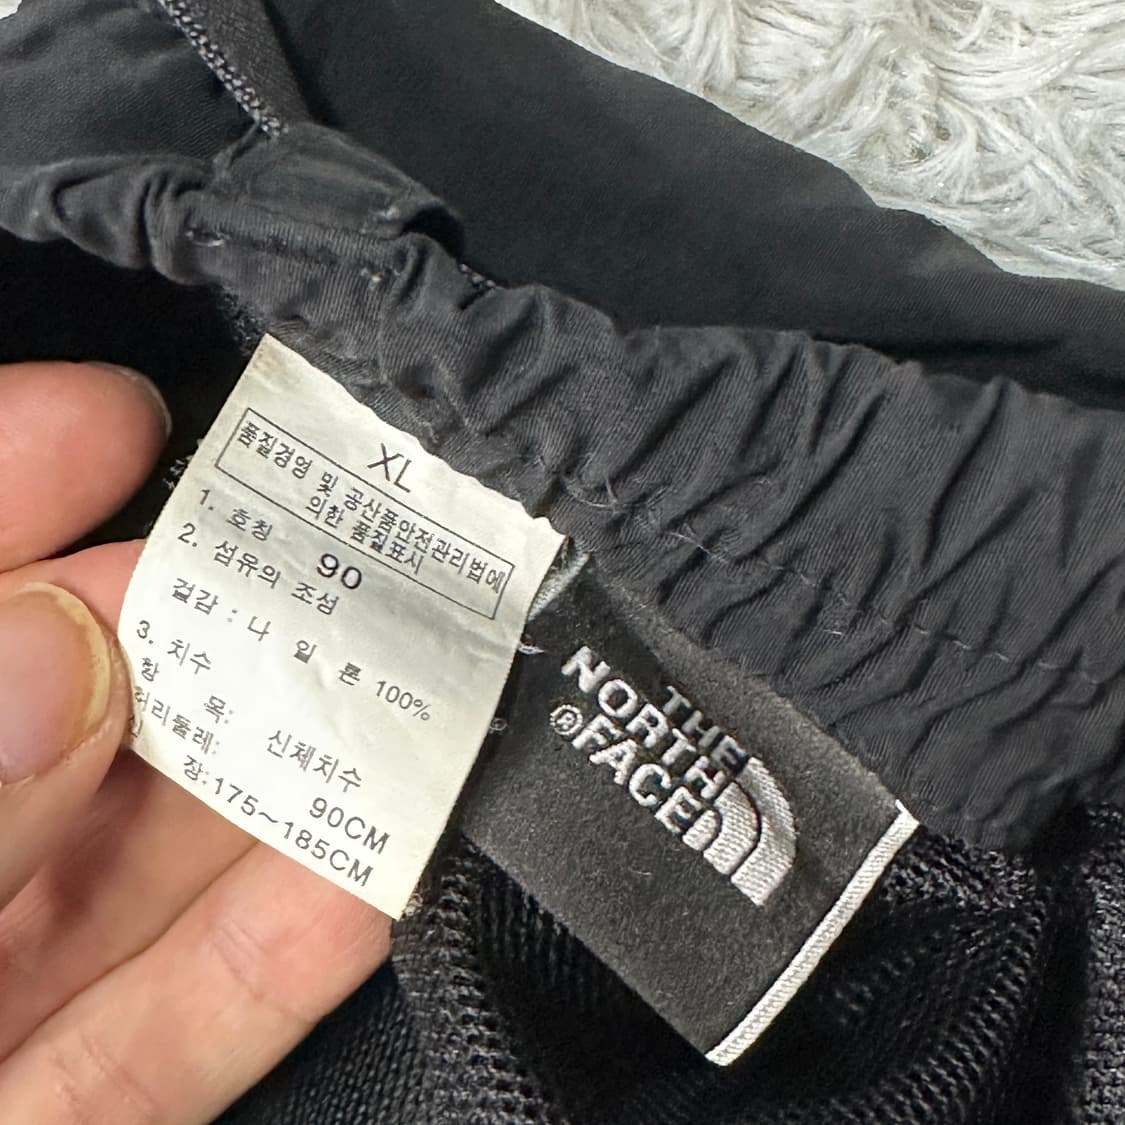 XL
품질경영 및 공산품안전관리법에
의한 품질표시
1. 호칭 90
2. 섬유의 조성
겉감 : 나 일 론 100%
3. 치수
항 목: 신체치수
허리둘레: 90CM
장:175~185CM
THE
NORTH
FACE®